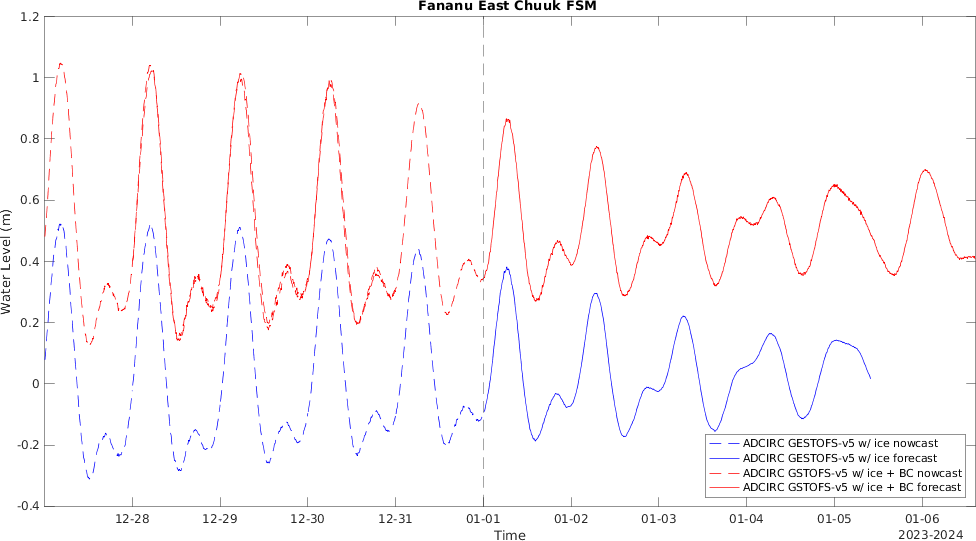 Fananu East Chuuk FSM
1.2
1
0.8
0.6
0.4
0.2
0
-0.2
-0.4
Water Level (m)
ADCIRC GESTOFS-v5 w/ ice nowcast
ADCIRC GESTOFS-v5 w/ ice forecast
ADCIRC GSTOFS-v5 w/ ice + BC nowcast
ADCIRC GSTOFS-v5 w/ ice + BC forecast
12-28 12-29 12-30 12-31 01-01 01-02 01-03 01-04 01-05 01-06
Time
2023-2024